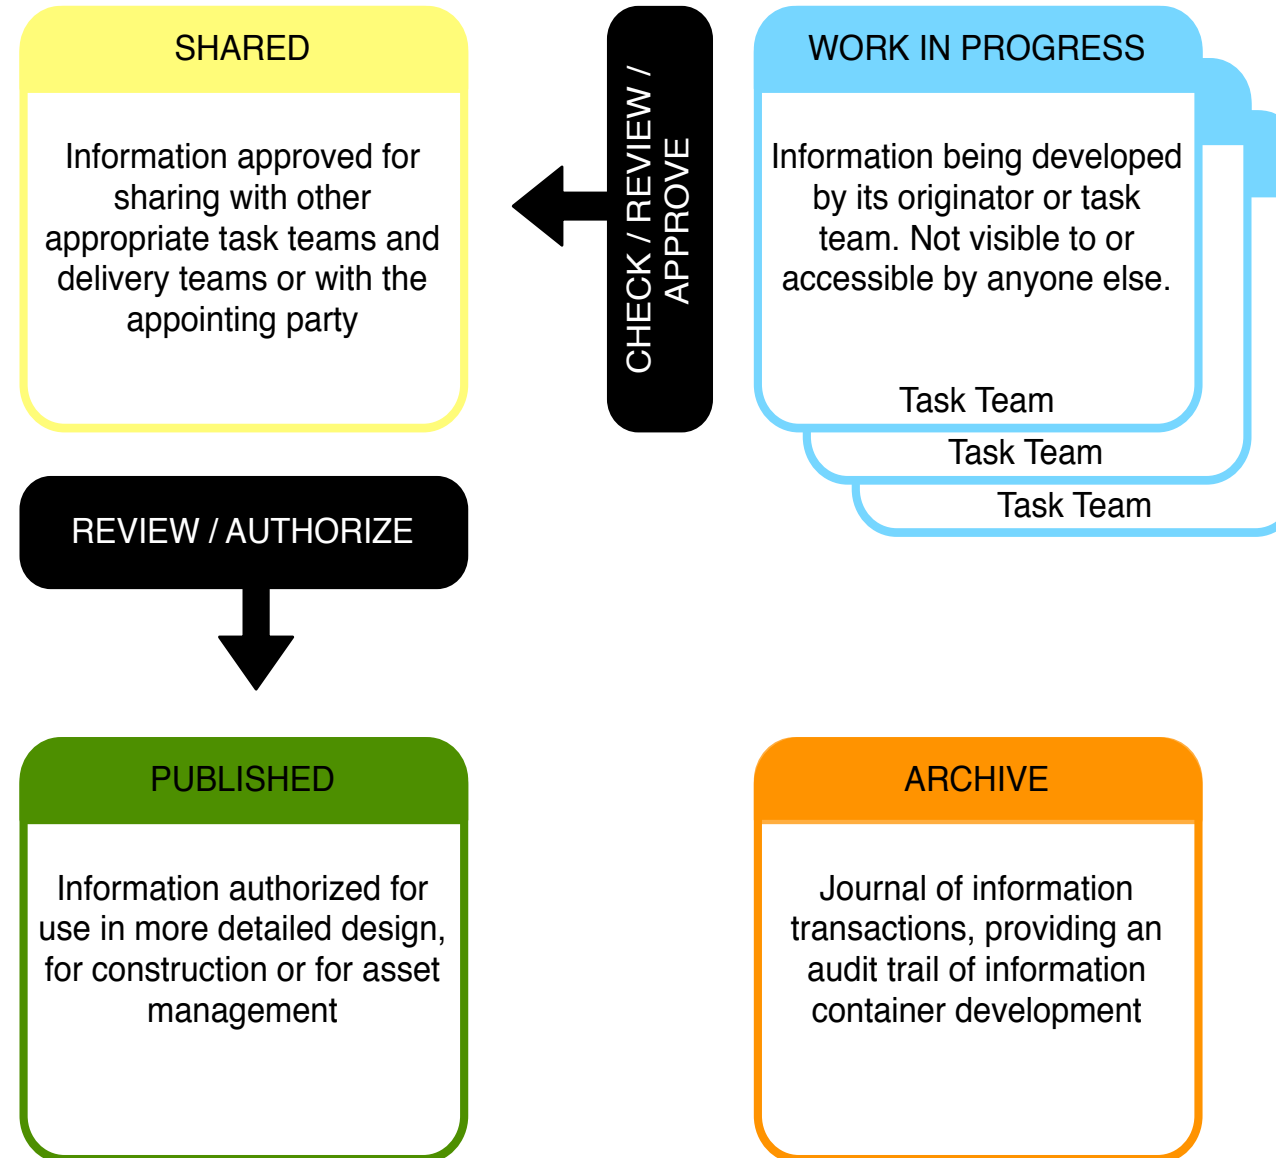 SHARED
Information approved for
sharing with other
appropriate task teams and
delivery teams or with the
appointing party
CHECK / REVIEW /
APPROVE
WORK IN PROGRESS
Information being developed
by its originator or task
team. Not visible to or
accessible by anyone else.
Task Team
Task Team
Task Team
REVIEW / AUTHORIZE
PUBLISHED
Information authorized for
use in more detailed design,
for construction or for asset
management
ARCHIVE
Journal of information
transactions, providing an
audit trail of information
container development